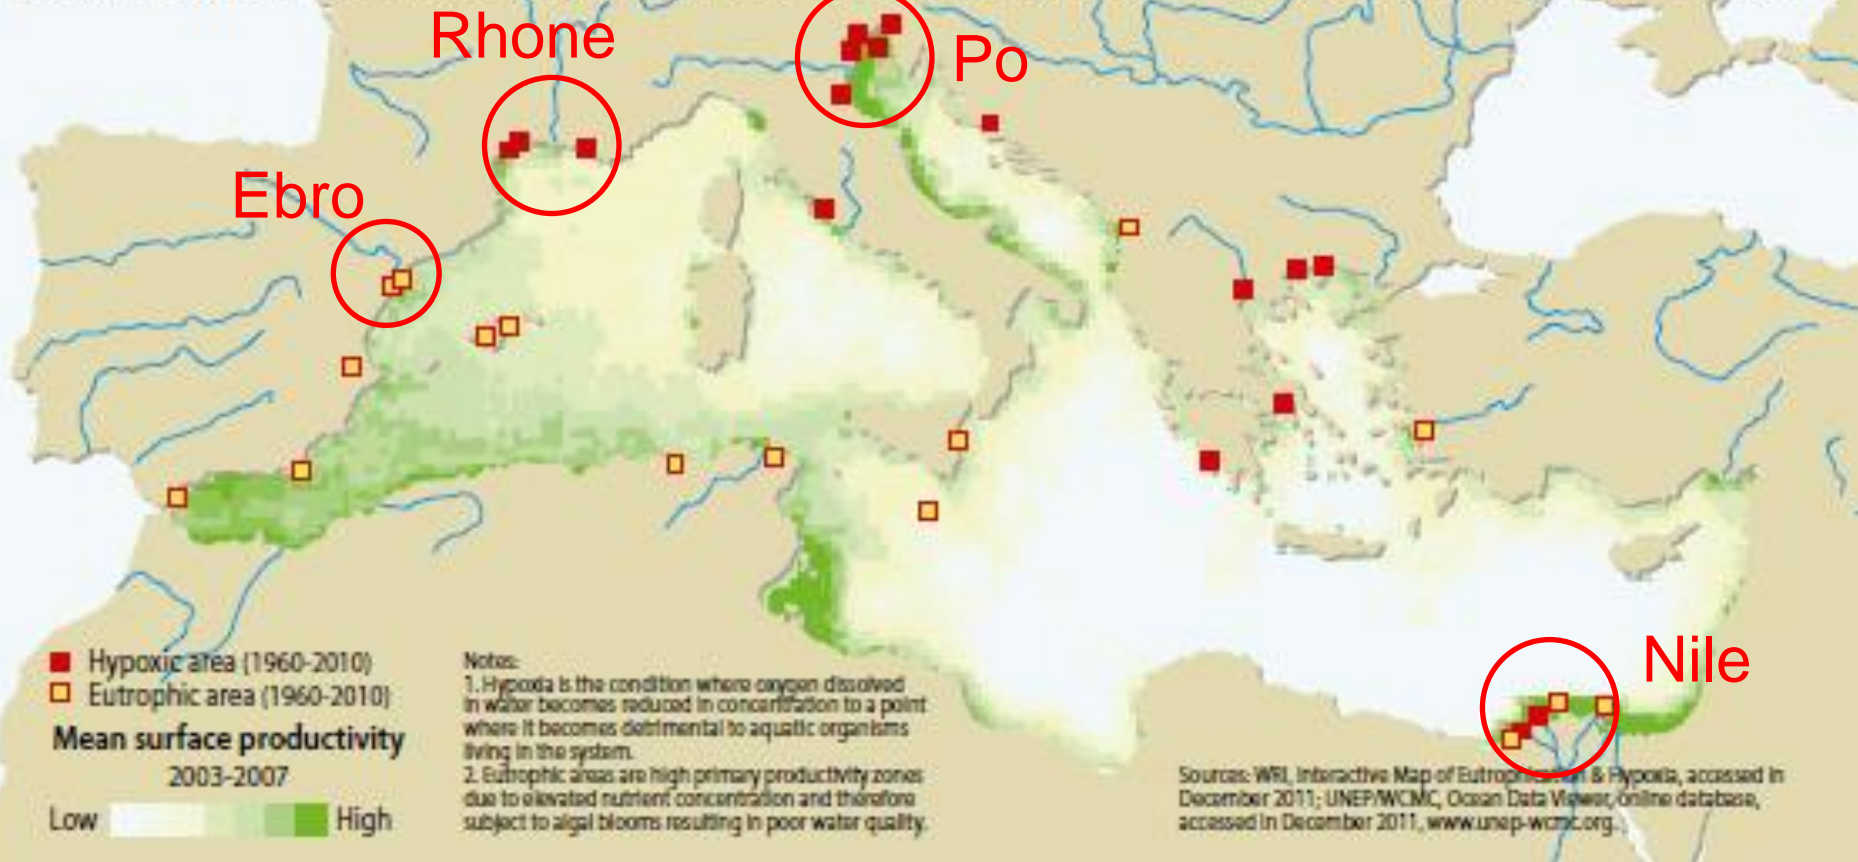 Rhone
Po
Ebro
Nile
Hypoxic area (1960-2010)
Eutrophic area (1960-2010)
Mean surface productivity
2003-2007
Low
High
Notes:
1. Hypoxia is the condition where oxygen dissolved
in water becomes reduced in concentration to a point
where it becomes detrimental to aquatic organisms
living in the system.
2. Eutrophic areas are high primary productivity zones
due to elevated nutrient concentration and therefore
subject to algal blooms resulting in poor water quality.
Sources: WRI, Interactive Map of Eutrophication & Hypoxia, accessed in
December 2011; UNEP/WCMC, Ocean Data Viewer, online database,
accessed in December 2011, www.unep-wcmc.org.